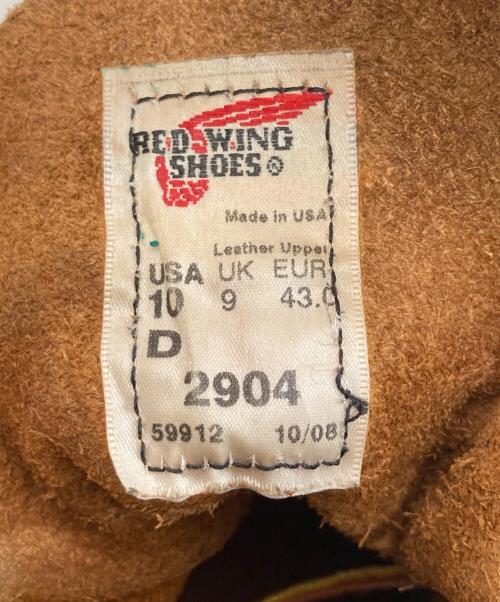 RED WING
SHOES®
Made in USA
Leather Upper
USA UK EUR
10 9 43.0
D
2904
59912 10/08